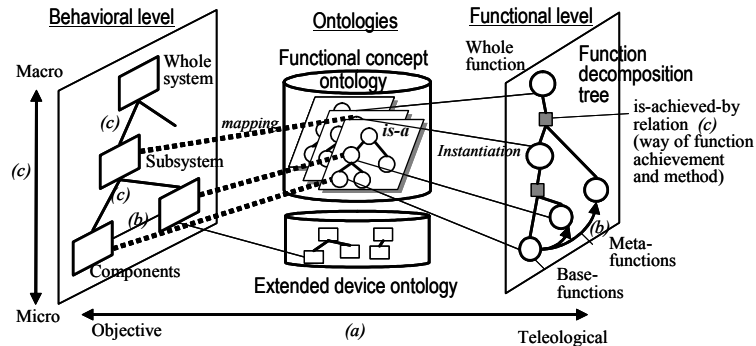 Behavioral level
Ontologies
Functional level
Macro
Whole
system
(c)
Subsystem
(c)
(b)
Components
Micro
(c)
mapping
Functional concept
ontology
is-a
Instantiation
Extended device ontology
Whole
function
Function
decomposition
tree
is-achieved-by
relation (c)
(way of function
achievement
and method)
(b)
Meta-
functions
Base-
functions
Objective
(a)
Teleological